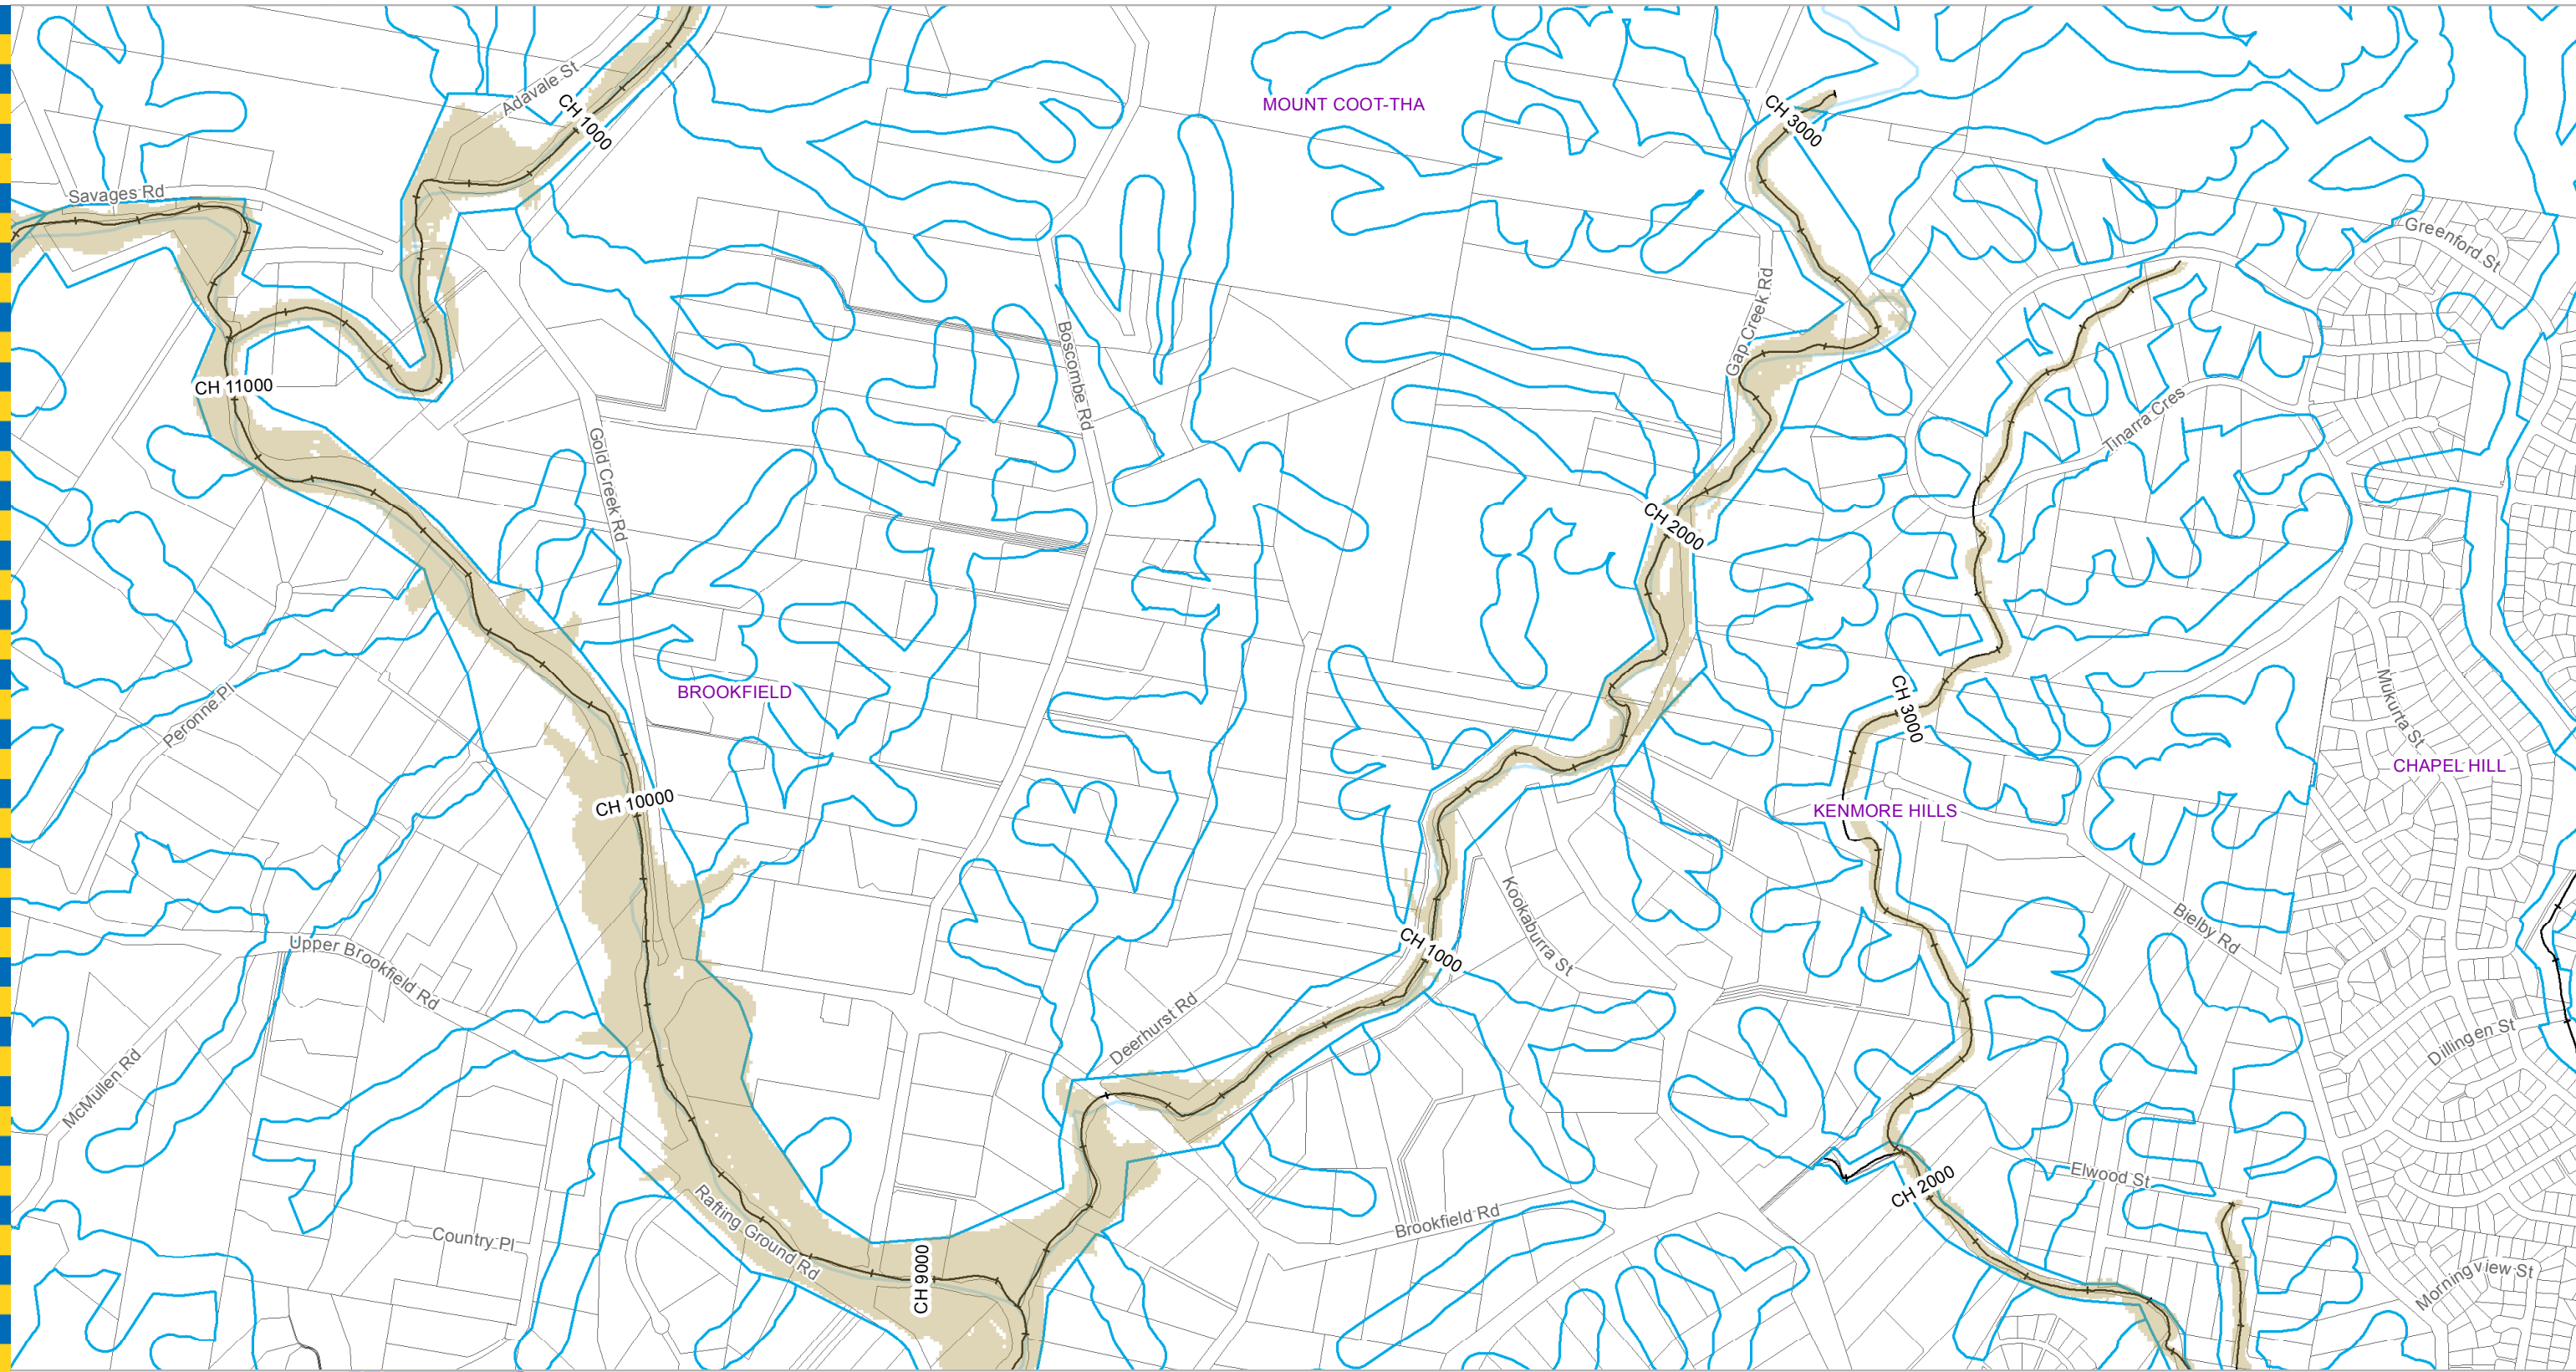 Adavale St
CH 1000
MOUNT COOT-THA
CH 3000
Savages Rd
Greenford St
Gap Creek Rd
Boscombe Rd
CH 11000
Tinarra Cres
Gold Creek Rd
CH 2000
Peronne Pl
BROOKFIELD
CH 3000
Mukurta St
CHAPEL HILL
CH 10000
KENMORE HILLS
Kookaburra St
Bielby Rd
Upper Brookfield Rd
CH 1000
Deerhurst Rd
Dillingen St
McMullen Rd
Elwood St
CH 2000
Rafting Ground Rd
Brookfield Rd
Country Pl
CH 9000
Morningview St